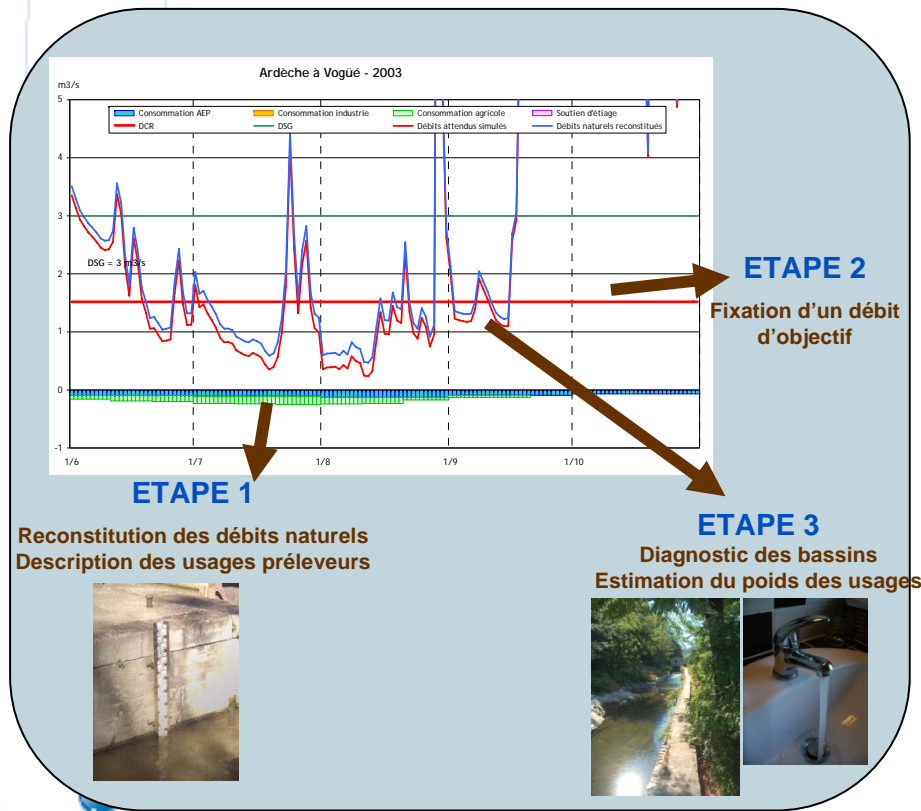 Ardèche à Vogüé - 2003
m3/s
5
Consommation AEP Consommation industrie Consommation agricole Soutien d'étiage
DCR DSG Débits attendus simulés Débits naturels reconstitués
4
3
DSG = 3 m3/s
2
1
0
-1
1/6 1/7 1/8 1/9 1/10
ETAPE 2
Fixation d'un débit
d'objectif
ETAPE 1
Reconstitution des débits naturels
Description des usages préleveurs
ETAPE 3
Diagnostic des bassins
Estimation du poids des usages